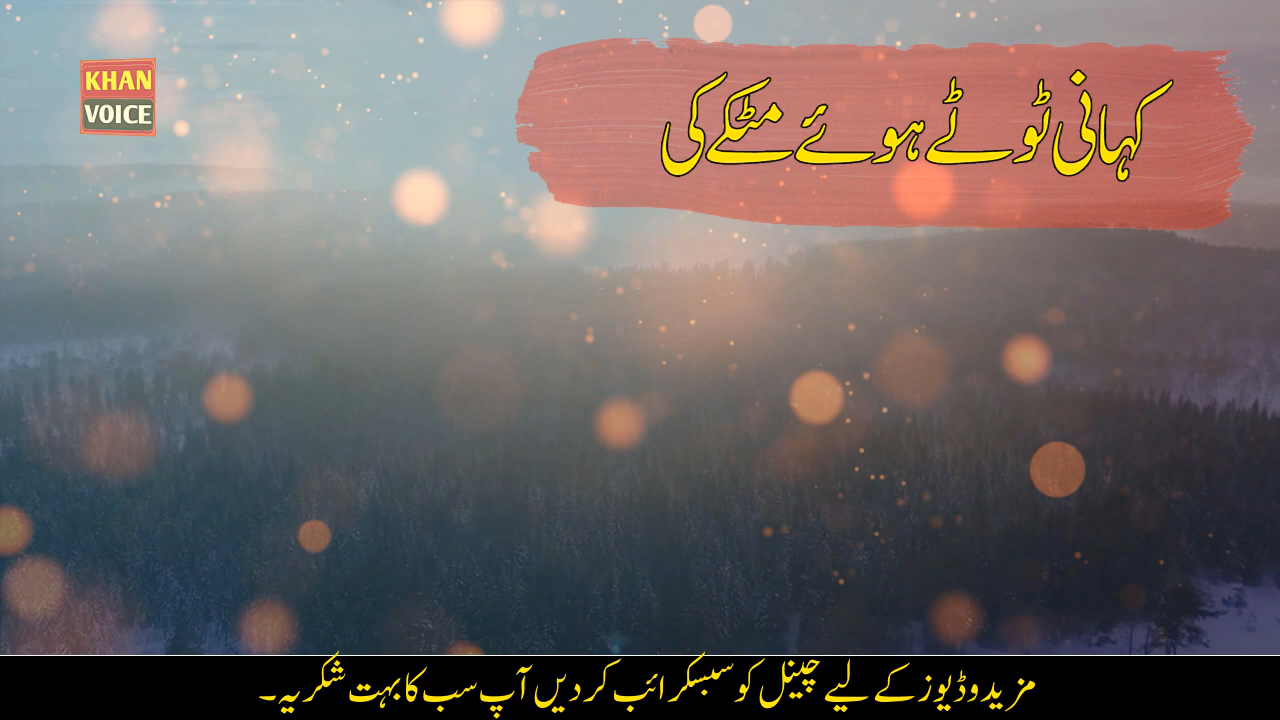 KHAN
VOICE
کہانی ٹوٹے ہوئے مٹکے کی
مزید وڈیوز کے لیے چینل کو سبسکرائب کر دیں آپ سب کا بہت شکریہ۔